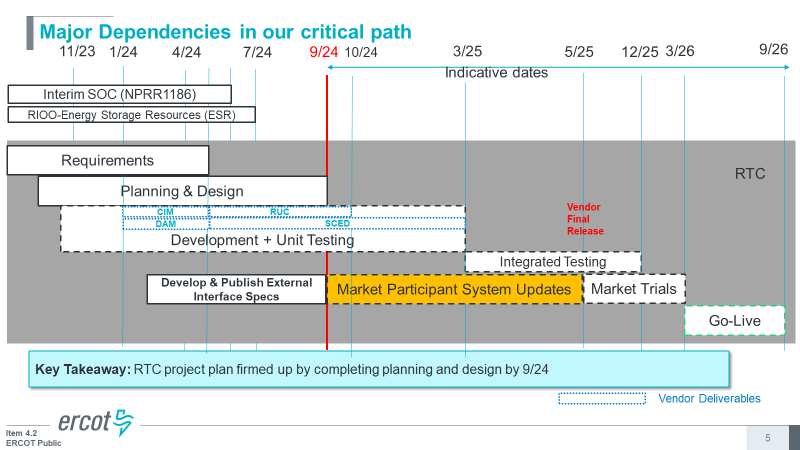 Major Dependencies in our critical path
11/23 1/24 4/24 7/24 9/24 10/24 3/25 5/25 12/25 3/26 9/26
Indicative dates
Interim SOC (NPRR1186)
RIOO-Energy Storage Resources (ESR)
Requirements
RTC
Planning & Design
CIM RUC
DAM SCED
Development + Unit Testing
Vendor
Final
Release
Integrated Testing
Develop & Publish External
Interface Specs
Market Participant System Updates
Market Trials
Go-Live
Key Takeaway: RTC project plan firmed up by completing planning and design by 9/24
Vendor Deliverables
ercot
Item 4.2
ERCOT Public
5